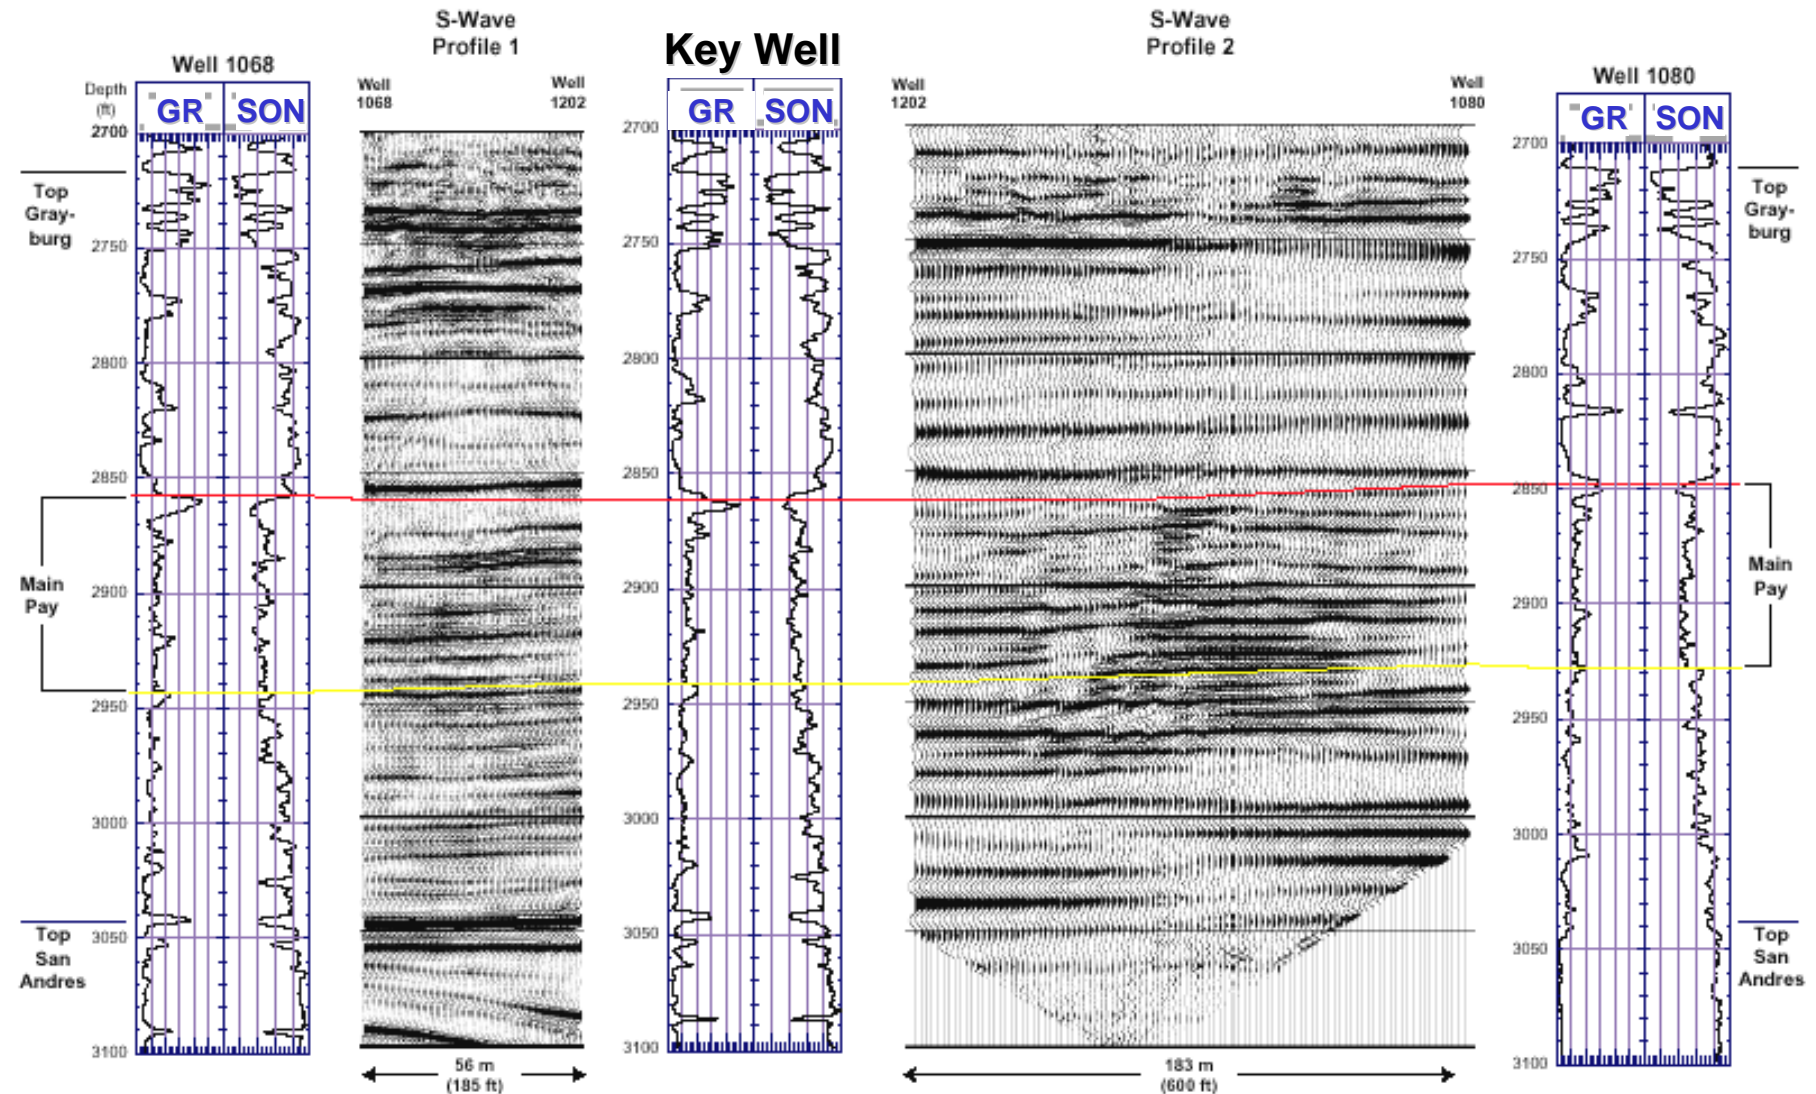 S-Wave
Profile 1
Key Well
S-Wave
Profile 2
Well 1068
Well 1080
Depth
(ft)
GR
SON
Well
1068
Well
1202
GR
SON
Well
1202
Well
1080
GR
SON
2700
2750
2800
2850
2900
2950
3000
3050
3100
Top
Gray-
burg
Main
Pay
Top
San
Andres
2700
2750
2800
2850
2900
2950
3000
3050
3100
2700
2750
2800
2850
2900
2950
3000
3050
3100
Top
Gray-
burg
Main
Pay
Top
San
Andres
56 m
(185 ft)
183 m
(600 ft)